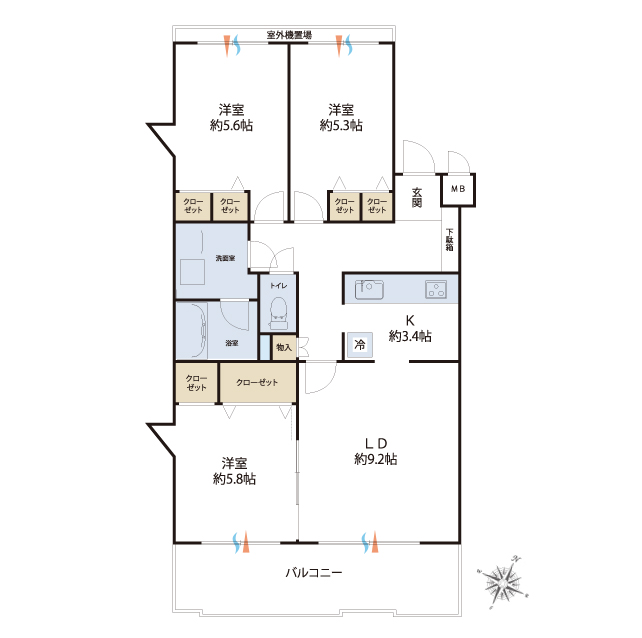 室外機置場
洋室
約5.6帖
洋室
約5.3帖
クロー
ゼット
クロー
ゼット
クロー
ゼット
クロー
ゼット
玄関
MB
下駄箱
洗面室
トイレ
浴室
物入
K
約3.4帖
冷
クロー
ゼット
クローゼット
洋室
約5.8帖
LD
約9.2帖
バルコニー
N
W
E
S